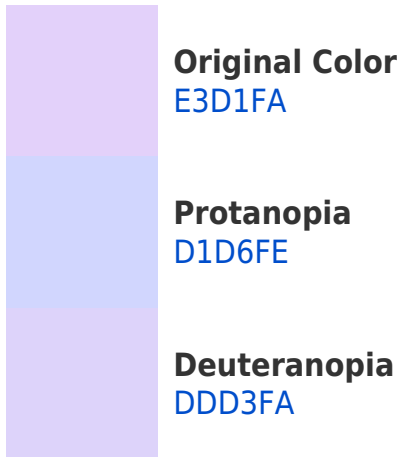 Original Color
E3D1FA
Protanopia
D1D6FE
Deuteranopia
DDD3FA